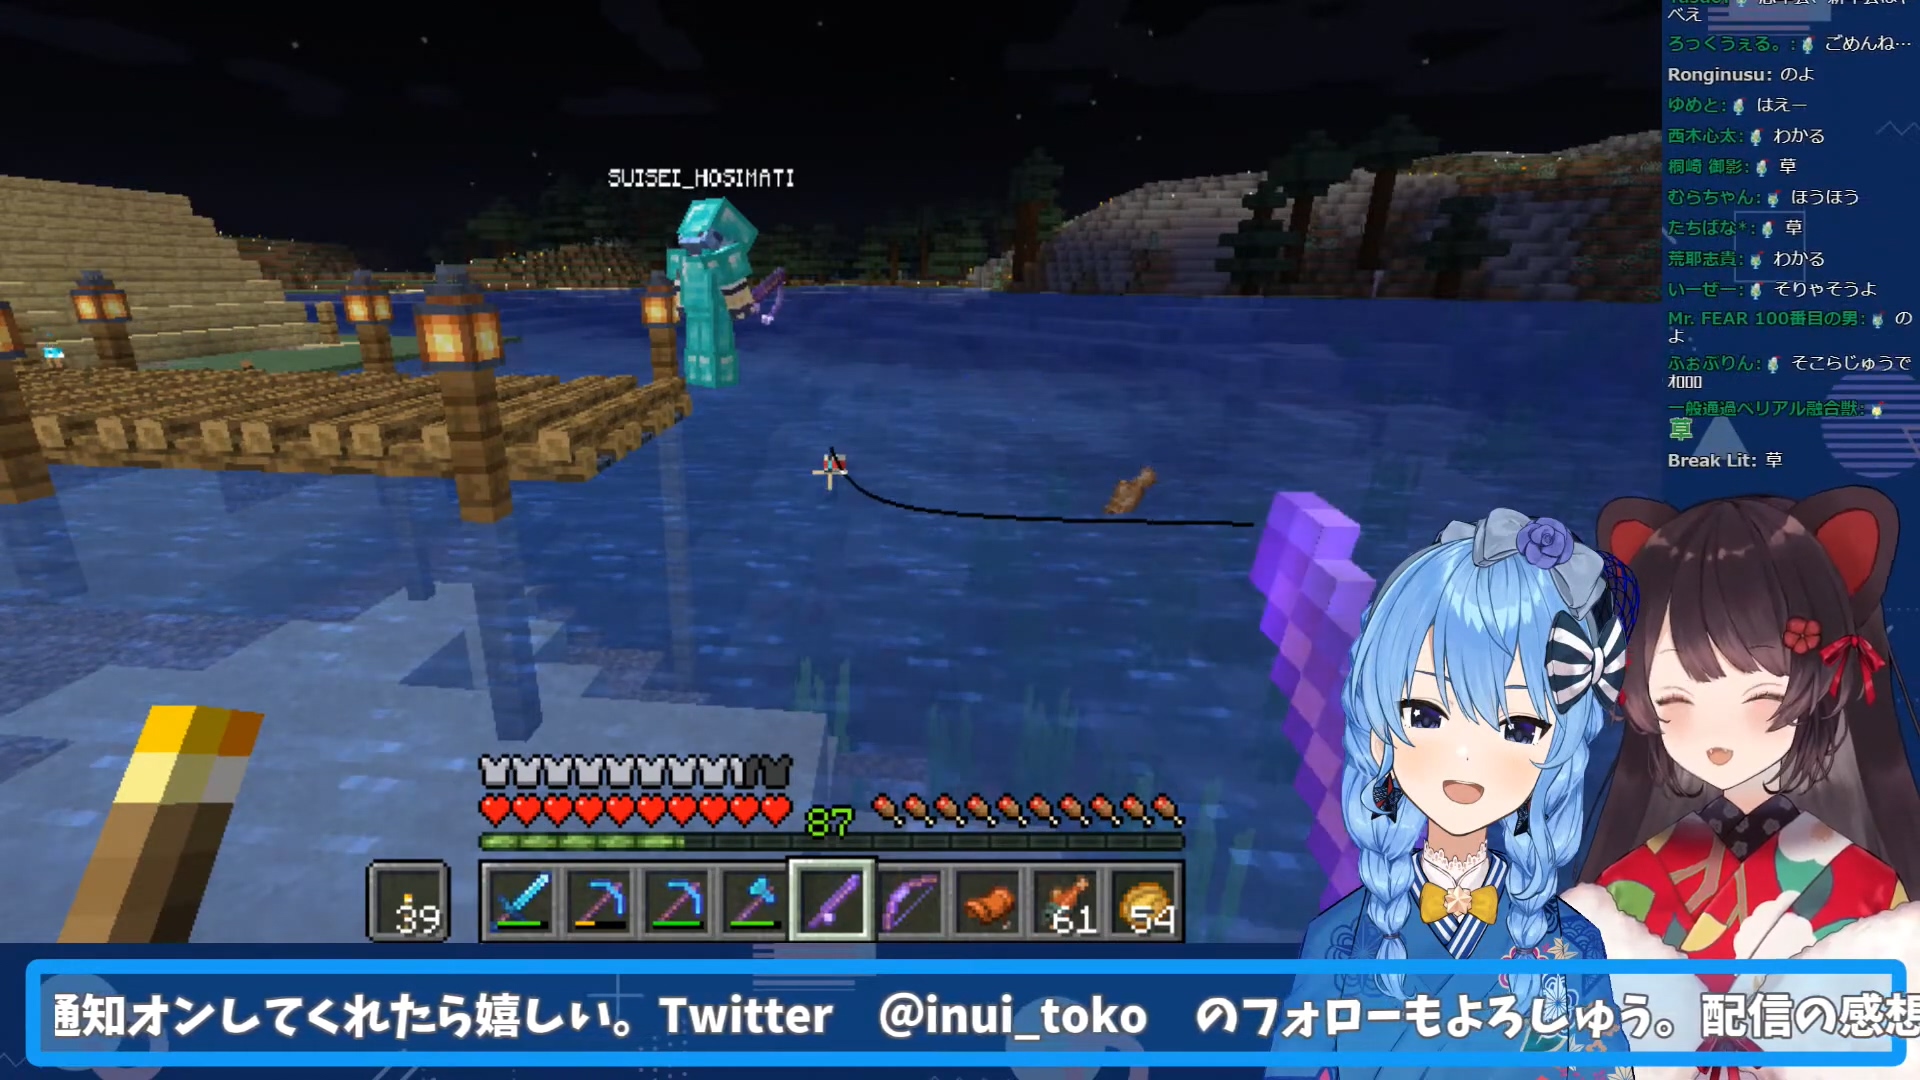 べえ
ろっくうぇる。: ごめんね…
Ronginusu: のよ
ゆめと: はえー
西木心太: わかる
桐崎 御影: 草
むらちゃん: ほうほう
たちばな*: 草
荒耶志貴: わかる
いーぜー: そりゃそうよ
Mr. FEAR 100番目の男: の
よ
ふぉぶりん: そこらじゅうで
一般通過ベリアル融合獣:
草
Break Lit: 草
SUISEI_HOSIMATI
87
39
61
54
通知オンしてくれたら嬉しい。Twitter @inui_toko のフォローもよろしゅう。配信の感想